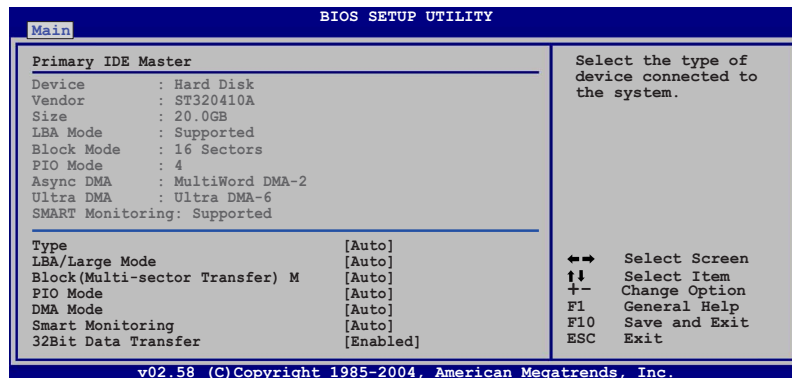 BIOS SETUP UTILITY
Main
Primary IDE Master
Device : Hard Disk
Vendor : ST320410A
Size : 20.0GB
LBA Mode : Supported
Block Mode : 16 Sectors
PIO Mode : 4
Async DMA : MultiWord DMA-2
Ultra DMA : Ultra DMA-6
SMART Monitoring: Supported
Type [Auto]
LBA/Large Mode [Auto]
Block(Multi-sector Transfer) M [Auto]
PIO Mode [Auto]
DMA Mode [Auto]
Smart Monitoring [Auto]
32Bit Data Transfer [Enabled]
Select the type of
device connected to
the system.
←→ Select Screen
↑↓ Select Item
+- Change Option
F1 General Help
F10 Save and Exit
ESC Exit
v02.58 (C)Copyright 1985-2004, American Megatrends, Inc.